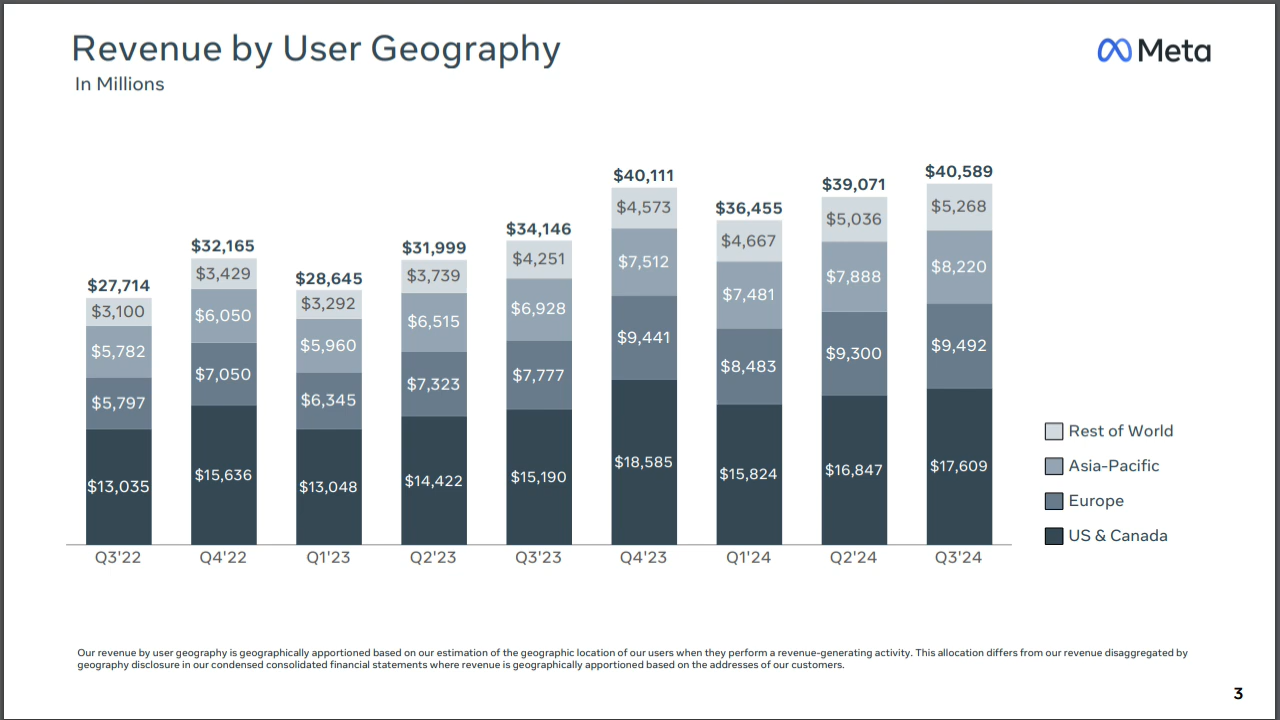 Revenue by User Geography
In Millions
Meta
$27,714
$3,100
$5,782
$5,797
$13,035
Q3'22
$32,165
$3,429
$6,050
$7,050
$15,636
Q4'22
$28,645
$3,292
$5,960
$6,345
$13,048
Q1'23
$31,999
$3,739
$6,515
$7,323
$14,422
Q2'23
$34,146
$4,251
$6,928
$7,777
$15,190
Q3'23
$40,111
$4,573
$7,512
$9,441
$18,585
Q4'23
$36,455
$4,667
$7,481
$8,483
$15,824
Q1'24
$39,071
$5,036
$7,888
$9,300
$16,847
Q2'24
$40,589
$5,268
$8,220
$9,492
$17,609
Q3'24
Rest of World
Asia-Pacific
Europe
US & Canada
Our revenue by user geography is geographically apportioned based on our estimation of the geographic location of our users when they perform a revenue-generating activity. This allocation differs from our revenue disaggregated by
geography disclosure in our condensed consolidated financial statements where revenue is geographically apportioned based on the addresses of our customers.
3